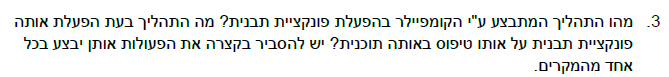 3. מהו התהליך המתבצע ע"י הקומפיילר בהפעלת פונקציית תבנית? מה התהליך בעת הפעלת אותה
פונקציית תבנית על אותו טיפוס באותה תוכנית? יש להסביר בקצרה את הפעולות אותן יבצע בכל
אחד מהמקרים.